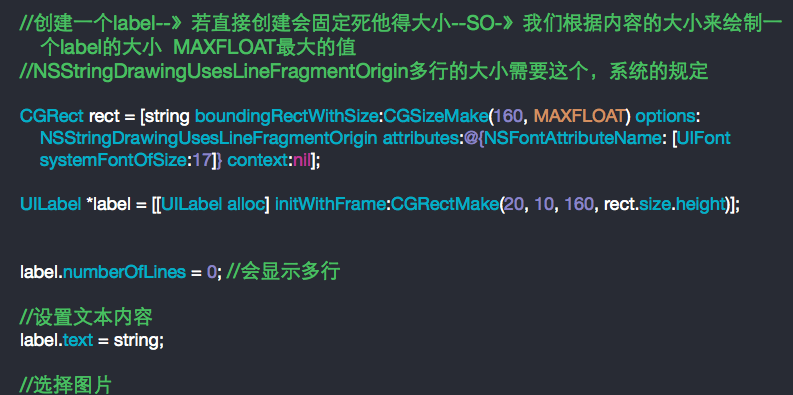 //创建一个label--》若直接创建会固定死他得大小--SO-》我们根据内容的大小来绘制一
个label的大小 MAXFLOAT最大的值
//NSStringDrawingUsesLineFragmentOrigin多行的大小需要这个，系统的规定
CGRect rect = [string boundingRectWithSize:CGSizeMake(160, MAXFLOAT) options:
NSStringDrawingUsesLineFragmentOrigin attributes:@{NSFontAttributeName: [UIFont
systemFontOfSize:17]} context:nil];
UILabel *label = [[UILabel alloc] initWithFrame:CGRectMake(20, 10, 160, rect.size.height)];
label.numberOfLines = 0; //会显示多行
//设置文本内容
label.text = string;
//选择图片